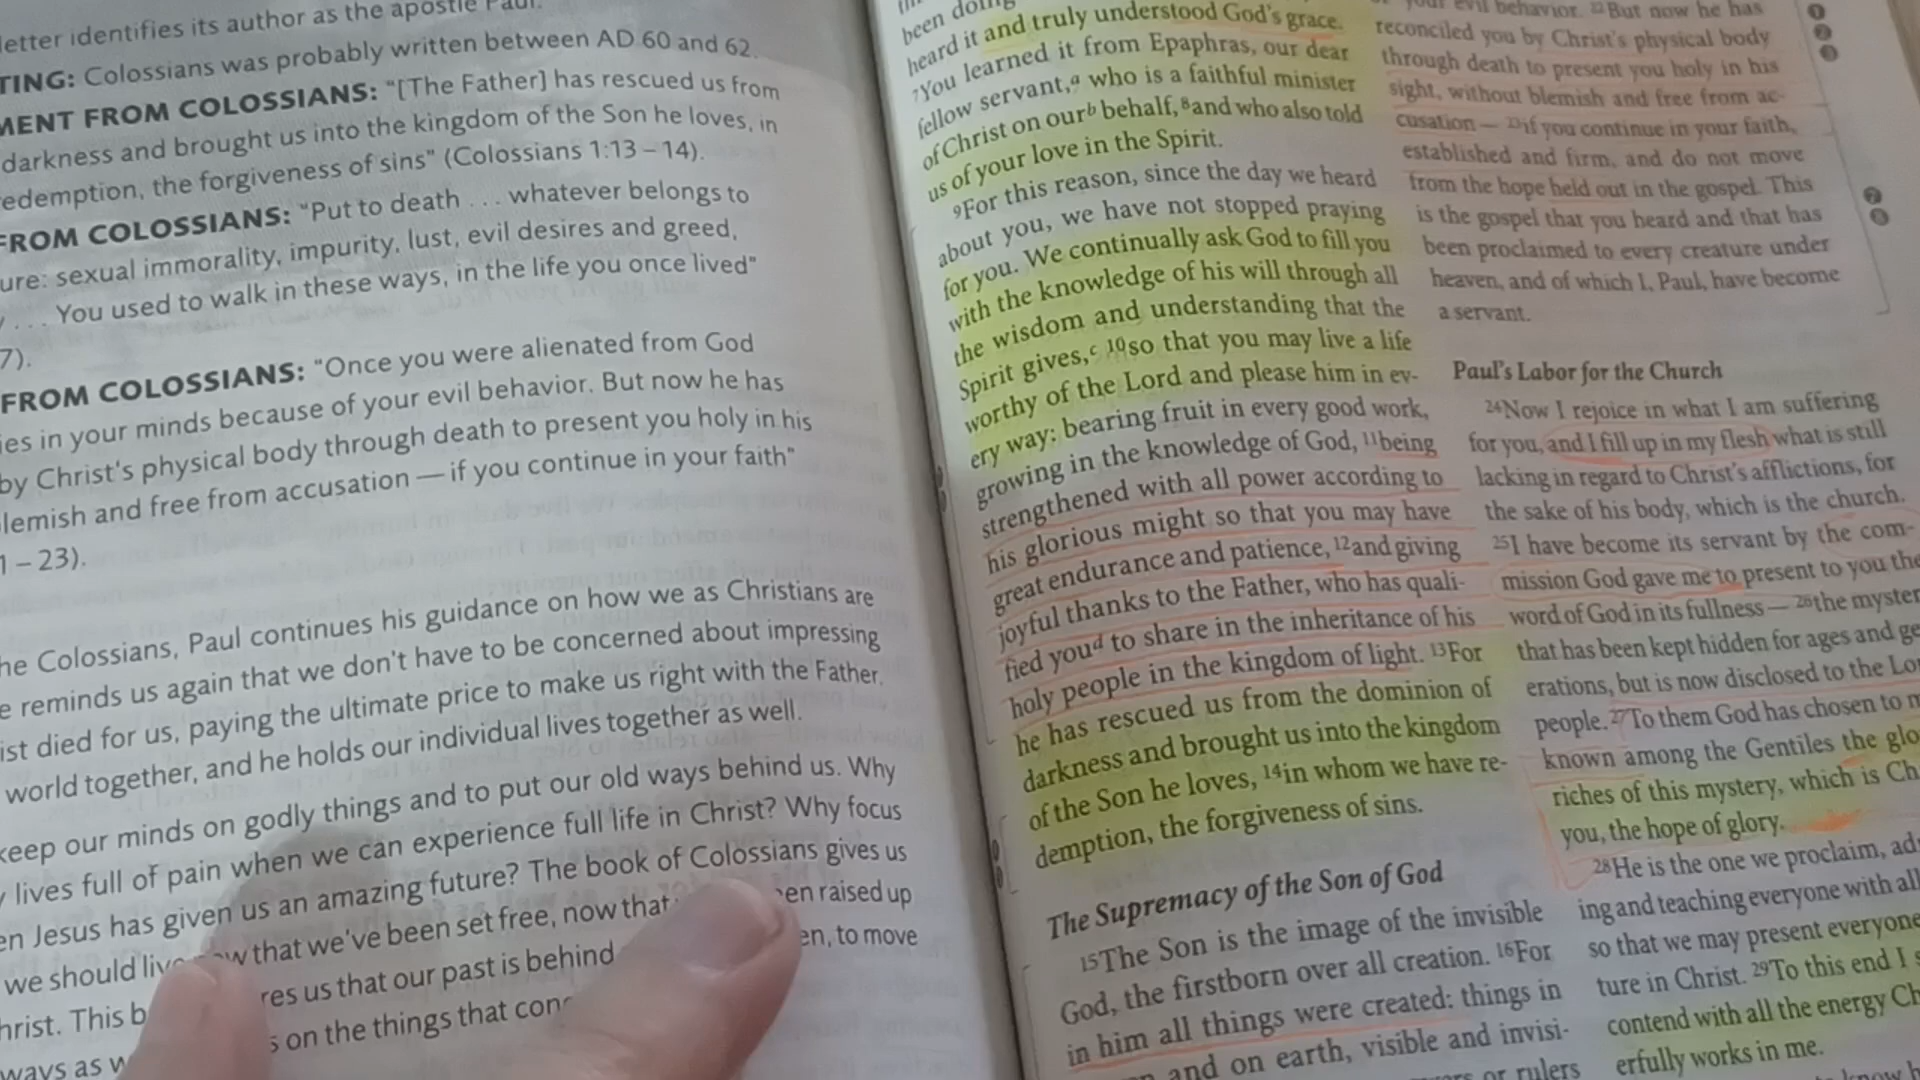 letter identifies its author as the apostle Paul.
TING: Colossians was probably written between AD 60 and 62.
MENT FROM COLOSSIANS: “[The Father] has rescued us from
darkness and brought us into the kingdom of the Son he loves, in
edemption, the forgiveness of sins” (Colossians 1:13 – 14).
FROM COLOSSIANS: “Put to death . . . whatever belongs to
ure: sexual immorality, impurity, lust, evil desires and greed,
. . . You used to walk in these ways, in the life you once lived”
7).
FROM COLOSSIANS: “Once you were alienated from God
ies in your minds because of your evil behavior. But now he has
by Christ's physical body through death to present you holy in his
lemish and free from accusation — if you continue in your faith”
1 – 23).
he Colossians, Paul continues his guidance on how we as Christians are
e reminds us again that we don't have to be concerned about impressing
ist died for us, paying the ultimate price to make us right with the Father.
world together, and he holds our individual lives together as well.
keep our minds on godly things and to put our old ways behind us. Why
lives full of pain when we can experience full life in Christ? Why focus
en Jesus has given us an amazing future? The book of Colossians gives us
we should live that we've been set free, now that en raised up
hrist. This b res us that our past is behind en, to move
s on the things that con
ways as w
been doing
heard it and truly understood God's grace.
7You learned it from Epaphras, our dear
fellow servant,a who is a faithful minister
of Christ on our b behalf, 8and who also told
us of your love in the Spirit.
9For this reason, since the day we heard
about you, we have not stopped praying
for you. We continually ask God to fill you
with the knowledge of his will through all
the wisdom and understanding that the
Spirit gives,c 10so that you may live a life
worthy of the Lord and please him in ev-
ery way: bearing fruit in every good work,
growing in the knowledge of God, 11being
strengthened with all power according to
his glorious might so that you may have
great endurance and patience, 12and giving
joyful thanks to the Father, who has quali-
fied you d to share in the inheritance of his
holy people in the kingdom of light. 13For
he has rescued us from the dominion of
darkness and brought us into the kingdom
of the Son he loves, 14in whom we have re-
demption, the forgiveness of sins.
The Supremacy of the Son of God
15The Son is the image of the invisible
God, the firstborn over all creation. 16For
in him all things were created: things in
and on earth, visible and invisi-
or rulers
your evil behavior. 22But now he has
reconciled you by Christ's physical body
through death to present you holy in his
sight, without blemish and free from ac-
cusation — 23if you continue in your faith,
established and firm, and do not move
from the hope held out in the gospel. This
is the gospel that you heard and that has
been proclaimed to every creature under
heaven, and of which I, Paul, have become
a servant.
Paul's Labor for the Church
24Now I rejoice in what I am suffering
for you, and I fill up in my flesh what is still
lacking in regard to Christ's afflictions, for
the sake of his body, which is the church.
25I have become its servant by the com-
mission God gave me to present to you the
word of God in its fullness — 26the myster
that has been kept hidden for ages and ge
erations, but is now disclosed to the Lor
people. 27To them God has chosen to m
known among the Gentiles the glo
riches of this mystery, which is Ch
you, the hope of glory.
28He is the one we proclaim, ad
ing and teaching everyone with all
so that we may present everyone
ture in Christ. 29To this end I s
contend with all the energy Ch
erfully works in me.
know h